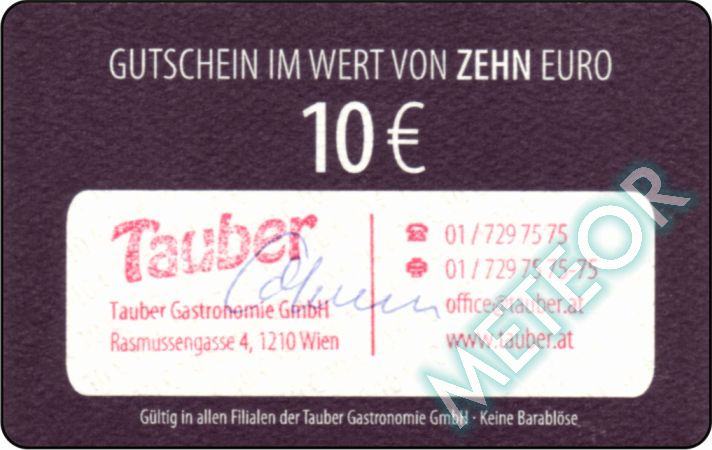 GUTSCHEIN IM WERT VON ZEHN EURO
10 €
Tauber
Tauber Gastronomie GmbH
Rasmussengasse 4, 1210 Wien
01 / 729 75 75
01 / 729 75 75-75
office@tauber.at
www.tauber.at
METEOR
Gültig in allen Filialen der Tauber Gastronomie GmbH · Keine Barablöse